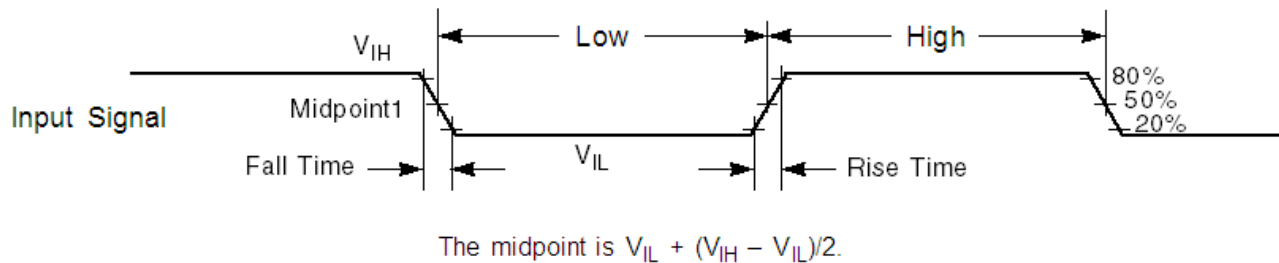 Low
High
VIH
80%
Input Signal
Midpoint1
50%
20%
Fall Time
VIL
Rise Time
The midpoint is VIL + (VIH – VIL)/2.